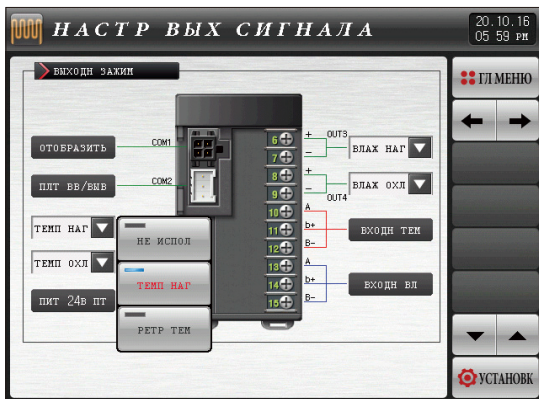 НАСТР ВЫХ СИГНАЛА
20.10.16
05 59 PM
ВЫХОДН ЗАЖИМ
ГЛ МЕНЮ
ОТОБРАЗИТЬ
COM1
ПЛТ ВВ/ВЫВ
COM2
ТЕМП НАГ
ТЕМП ОХЛ
ПИТ 24В ПТ
НЕ ИСПОЛ
ТЕМП НАГ
РЕТР ТЕМ
6 + OUT3
7 -
ВЛАЖ НАГ
8 +
9 - OUT4
ВЛАЖ ОХЛ
10 A
11 b+
12 B-
ВХОДН ТЕМ
13 A
14 b+
15 B-
ВХОДН ВЛ
УСТАНОВК